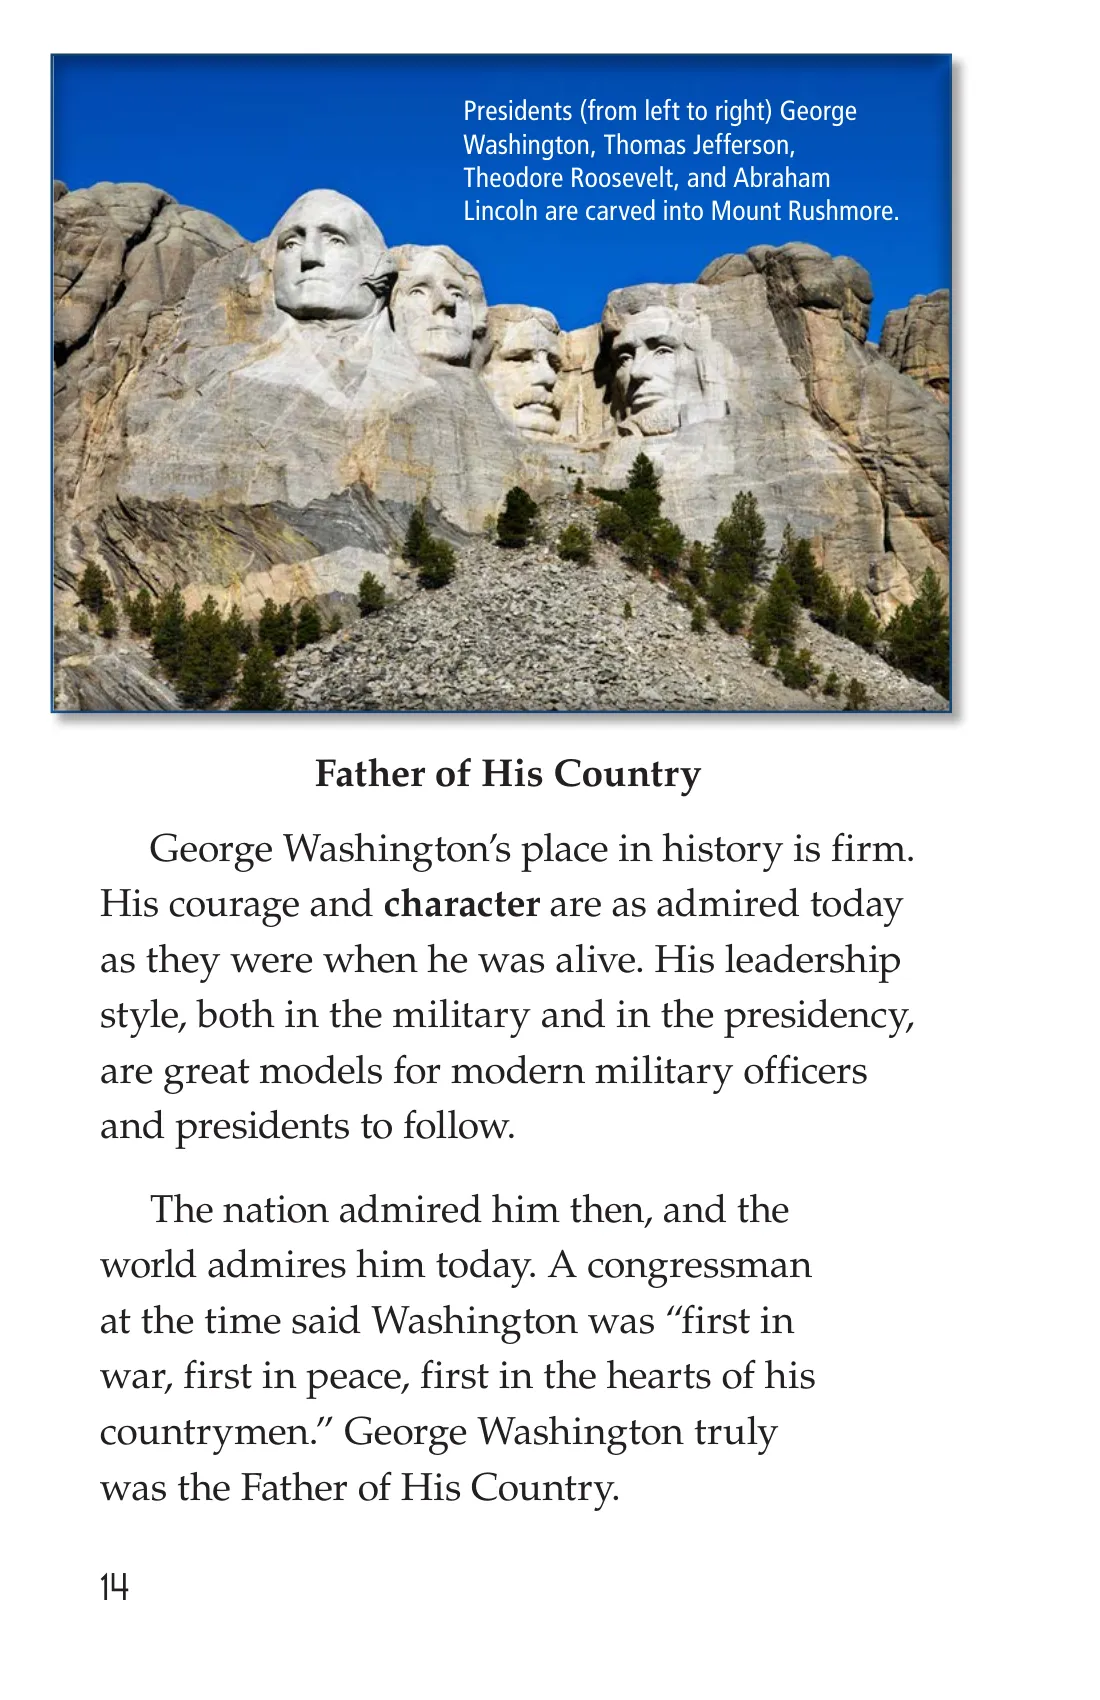 Presidents (from left to right) George
Washington, Thomas Jefferson,
Theodore Roosevelt, and Abraham
Lincoln are carved into Mount Rushmore.
Father of His Country
George Washington’s place in history is firm.
His courage and character are as admired today
as they were when he was alive. His leadership
style, both in the military and in the presidency,
are great models for modern military officers
and presidents to follow.
The nation admired him then, and the
world admires him today. A congressman
at the time said Washington was “first in
war, first in peace, first in the hearts of his
countrymen.” George Washington truly
was the Father of His Country.
14